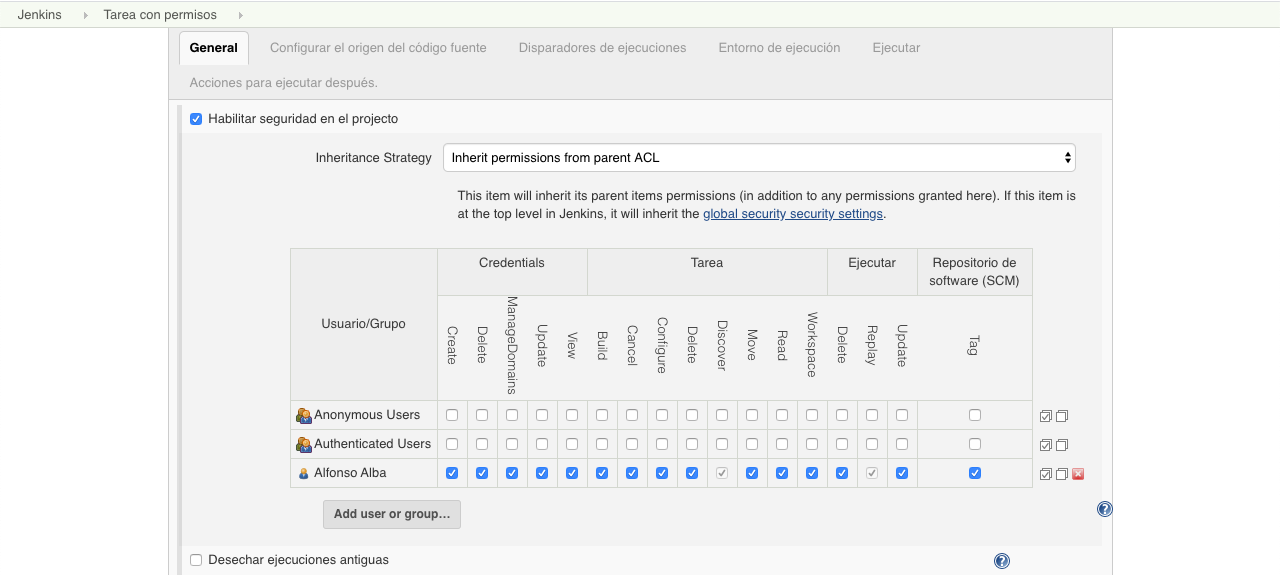 Jenkins Tarea con permisos
General Configurar el origen del código fuente Disparadores de ejecuciones Entorno de ejecución Ejecutar
Acciones para ejecutar después.
Habilitar seguridad en el projecto
Inheritance Strategy Inherit permissions from parent ACL
This item will inherit its parent items permissions (in addition to any permissions granted here). If this item is
at the top level in Jenkins, it will inherit the global security security settings.
Usuario/Grupo Credentials Tarea Ejecutar Repositorio de
software (SCM)
Create Delete ManageDomains Update View Build Cancel Configure Delete Discover Move Read Workspace Delete Replay Update Tag
Anonymous Users
Authenticated Users
Alfonso Alba
Add user or group...
Desechar ejecuciones antiguas